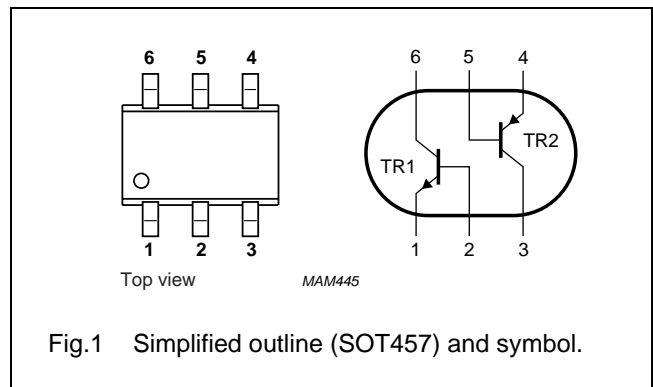 6 5 4
6 5 4
TR1
TR2
1 2 3
1 2 3
Top view
MAM445
Fig.1 Simplified outline (SOT457) and symbol.